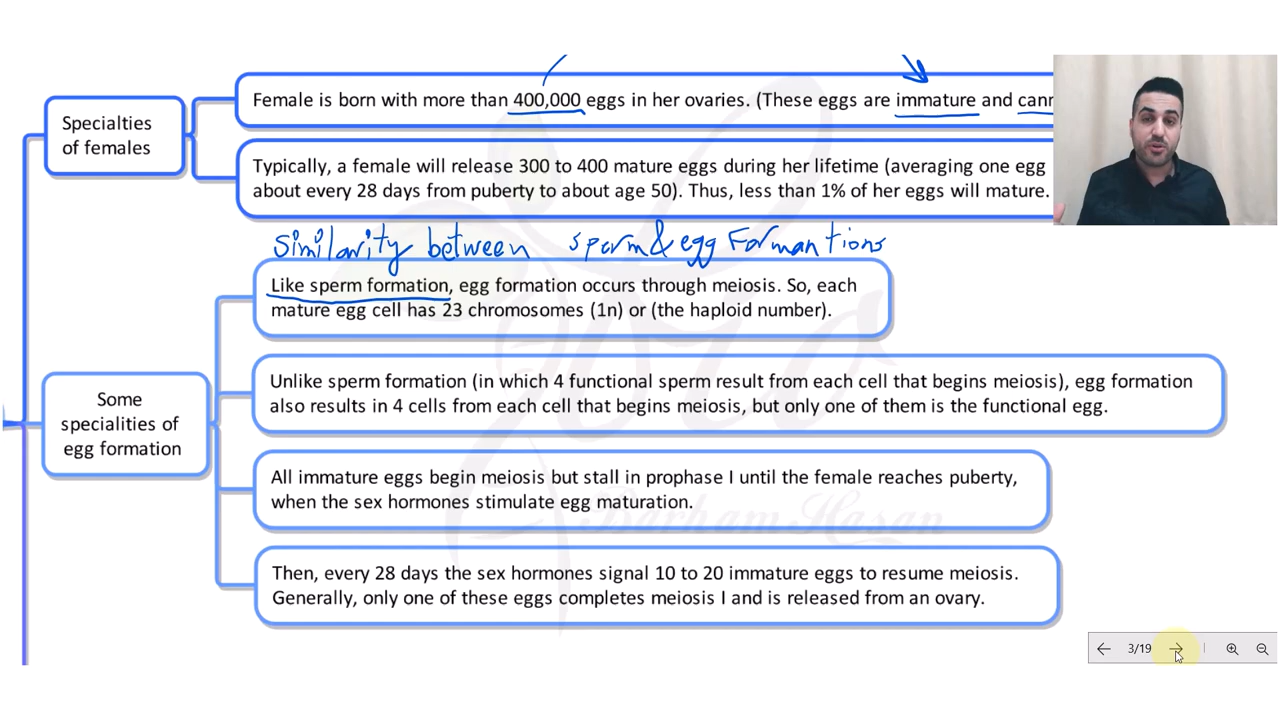 Specialties
of females
Female is born with more than 400,000 eggs in her ovaries. (These eggs are immature and
Typically, a female will release 300 to 400 mature eggs during her lifetime (averaging one egg
about every 28 days from puberty to about age 50). Thus, less than 1% of her eggs will mature.
Similarity between sperm & egg Formantions
Like sperm formation, egg formation occurs through meiosis. So, each
mature egg cell has 23 chromosomes (1n) or (the haploid number).
Some
specialities of
egg formation
Unlike sperm formation (in which 4 functional sperm result from each cell that begins meiosis), egg formation
also results in 4 cells from each cell that begins meiosis, but only one of them is the functional egg.
All immature eggs begin meiosis but stall in prophase I until the female reaches puberty,
when the sex hormones stimulate egg maturation.
Barham Hasan
Then, every 28 days the sex hormones signal 10 to 20 immature eggs to resume meiosis.
Generally, only one of these eggs completes meiosis I and is released from an ovary.
3/19